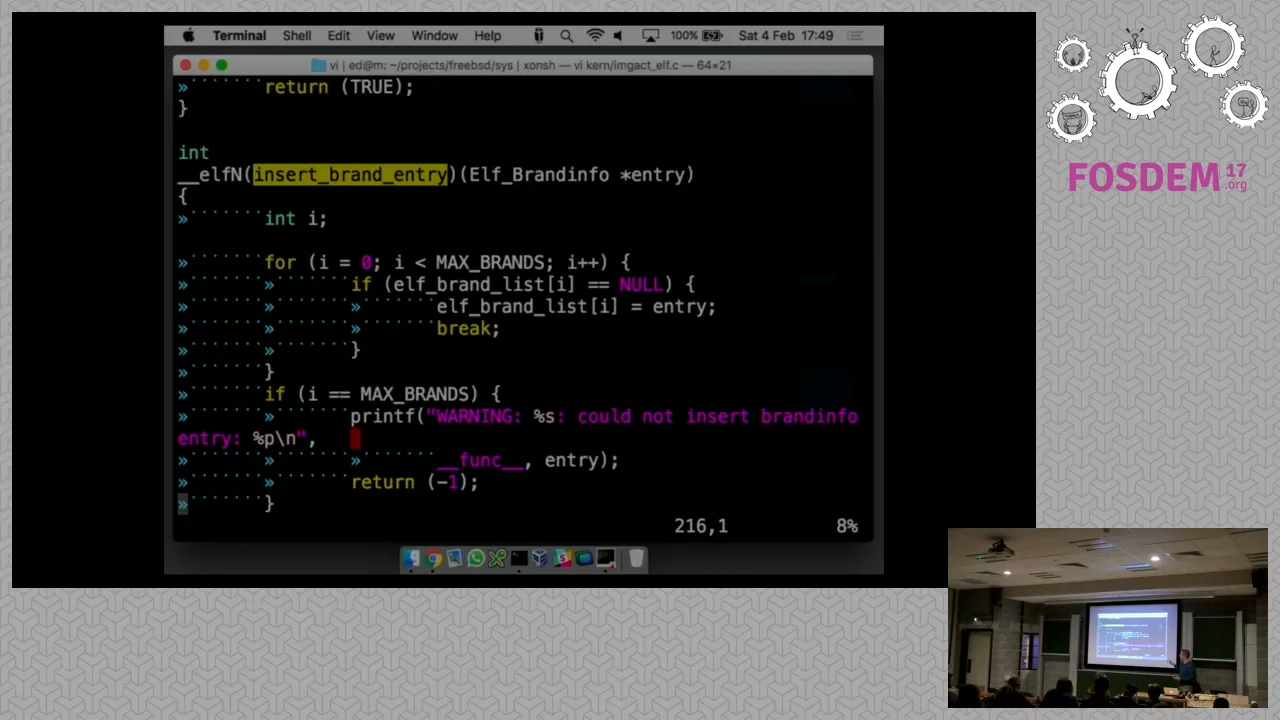 Terminal Shell Edit View Window Help 100% Sat 4 Feb 17:49
vi | ed@m: ~/projects/freebsd/sys | xonsh — vi kern/imgact_elf.c — 64×21
» return (TRUE);
}
int
__elfN(insert_brand_entry)(Elf_Brandinfo *entry)
{
» int i;
» for (i = 0; i < MAX_BRANDS; i++) {
» » if (elf_brand_list[i] == NULL) {
» » » elf_brand_list[i] = entry;
» » » break;
» » }
» }
» if (i == MAX_BRANDS) {
» » printf("WARNING: %s: could not insert brandinfo
entry: %p\n",
» » » __func__, entry);
» » return (-1);
» }
216,1 8%
FOSDEM 17
.org